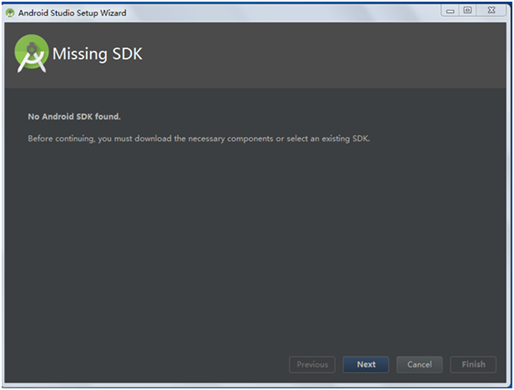 Android Studio Setup Wizard
Missing SDK
No Android SDK found.
Before continuing, you must download the necessary components or select an existing SDK.
Previous Next Cancel Finish